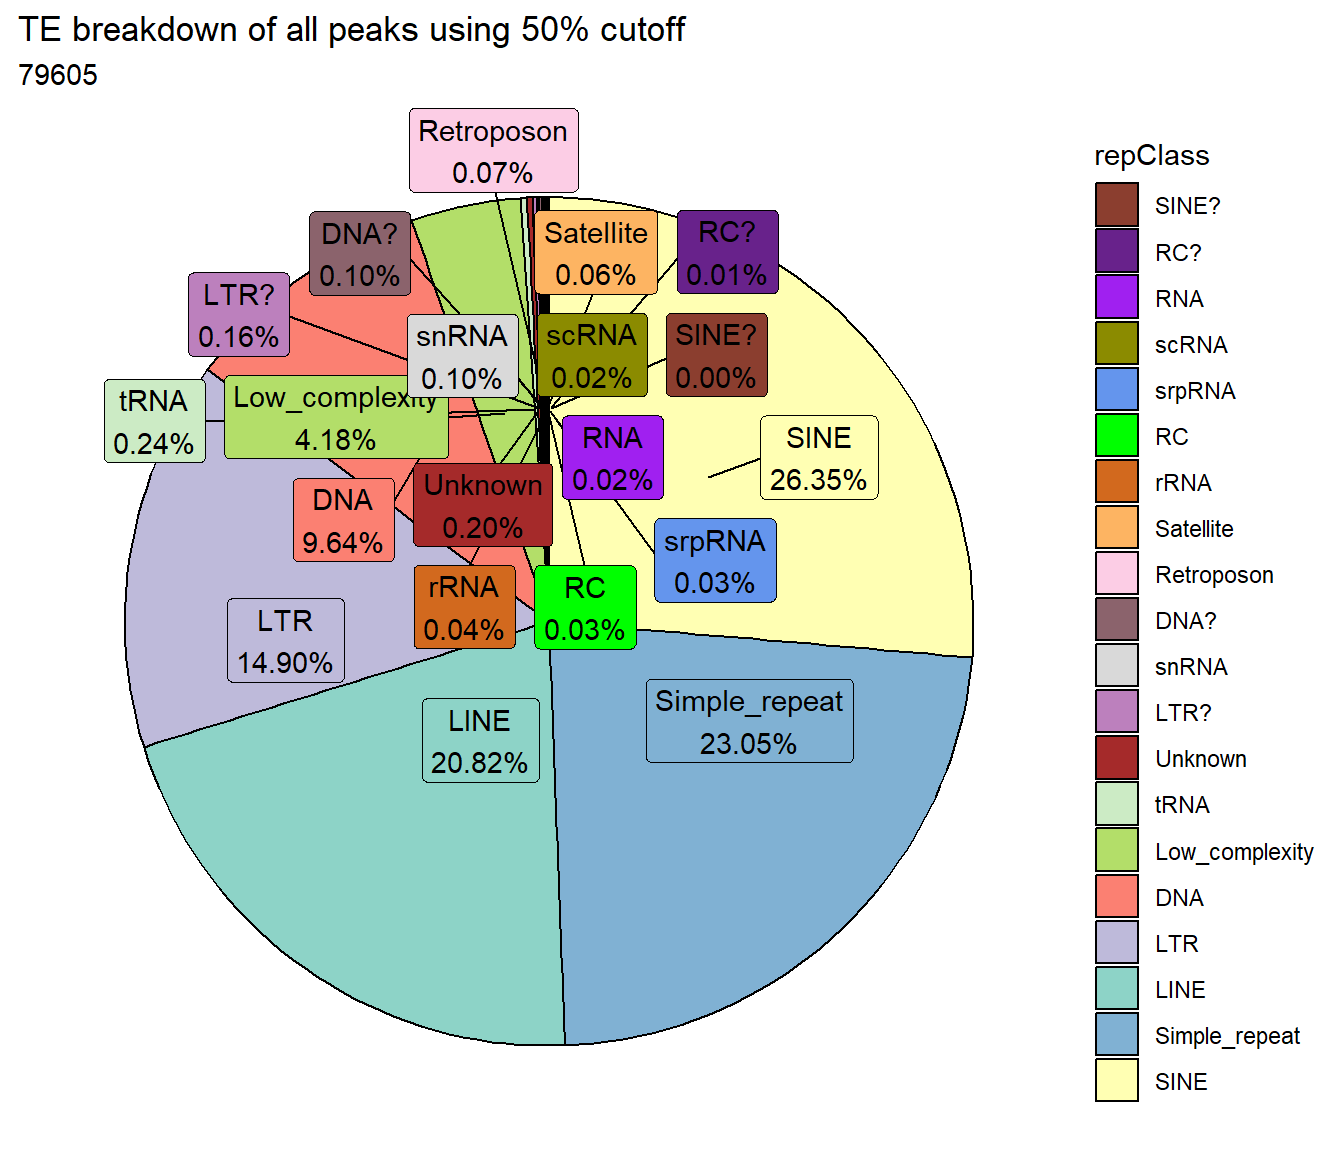 TE breakdown of all peaks using 50% cutoff
79605
Retroposon
0.07%
DNA?
0.10%
Satellite
0.06%
RC?
0.01%
LTR?
0.16%
snRNA
0.10%
scRNA
0.02%
SINE?
0.00%
tRNA
0.24%
Low_complexity
4.18%
RNA
0.02%
SINE
26.35%
DNA
9.64%
Unknown
0.20%
srpRNA
0.03%
rRNA
0.04%
RC
0.03%
LTR
14.90%
LINE
20.82%
Simple_repeat
23.05%
repClass
SINE?
RC?
RNA
scRNA
srpRNA
RC
rRNA
Satellite
Retroposon
DNA?
snRNA
LTR?
Unknown
tRNA
Low_complexity
DNA
LTR
LINE
Simple_repeat
SINE